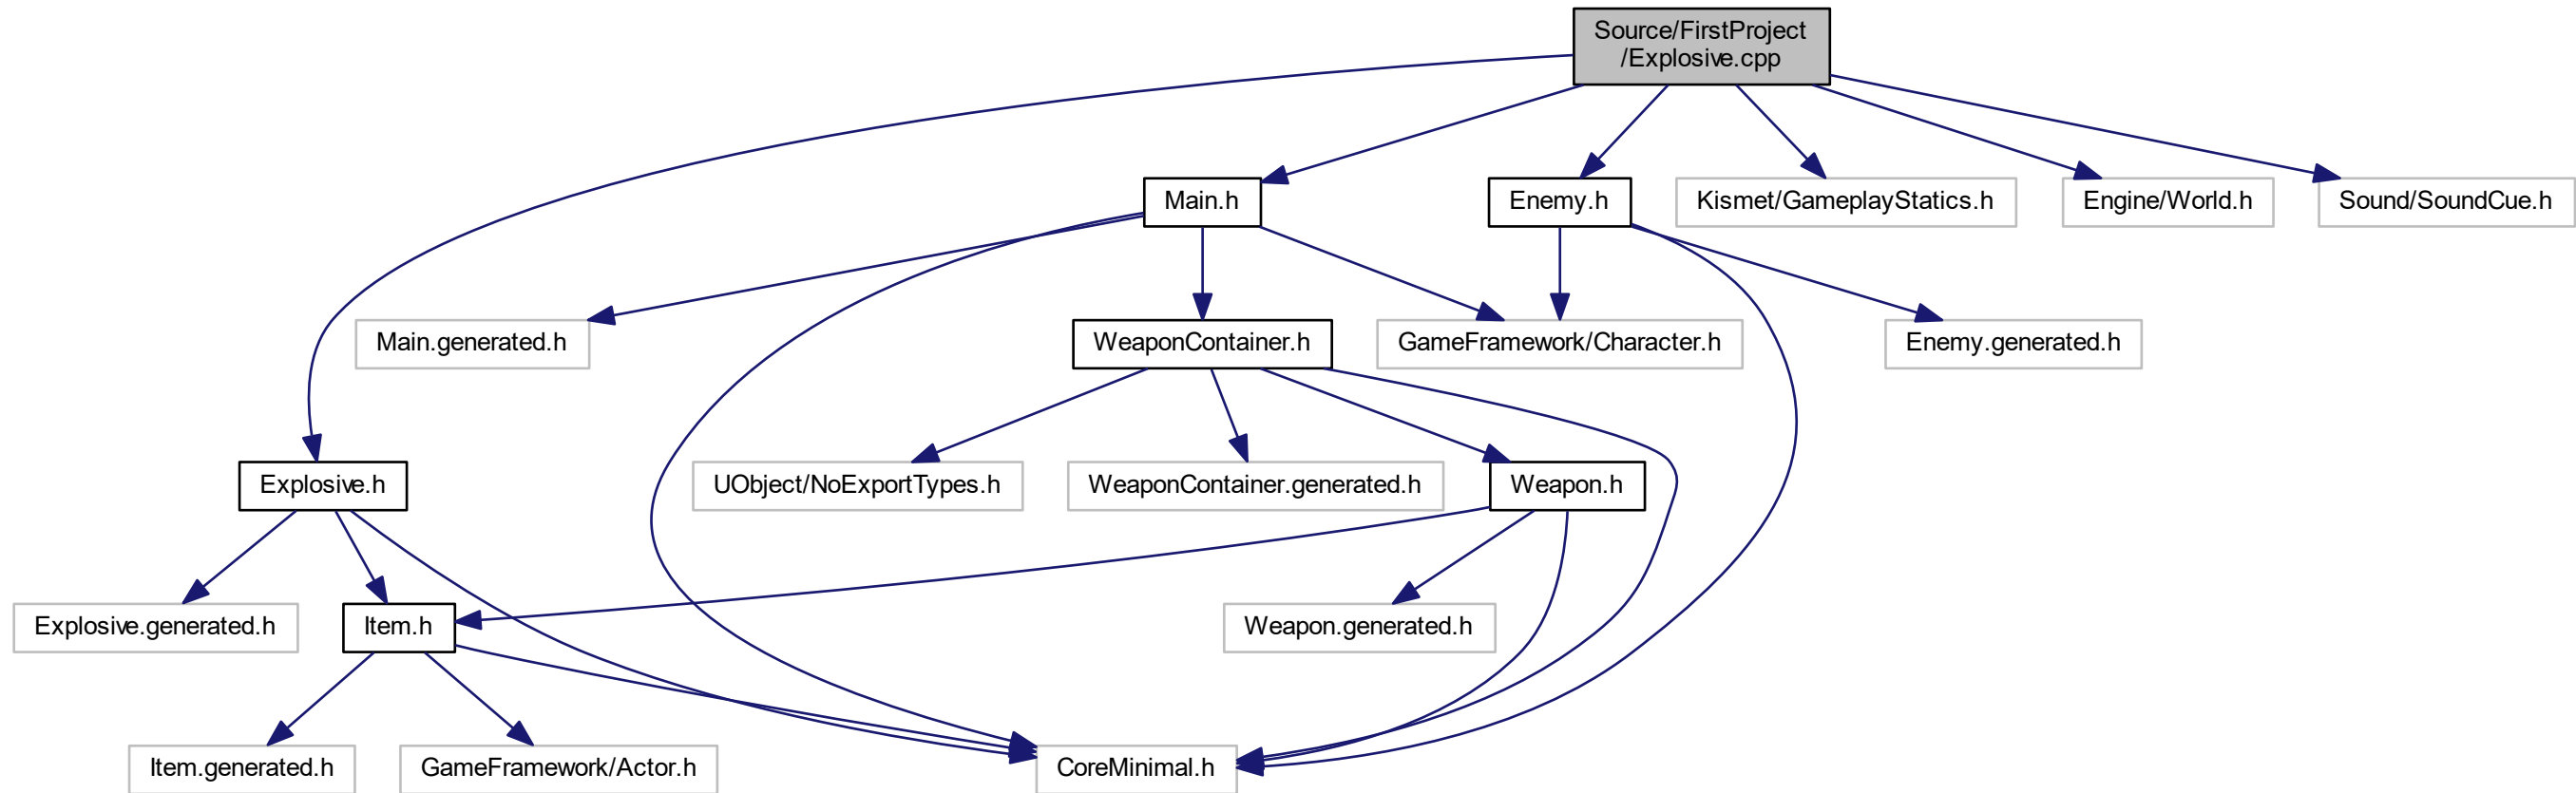 Source/FirstProject
/Explosive.cpp
Main.h
Enemy.h
Kismet/GameplayStatics.h
Engine/World.h
Sound/SoundCue.h
Main.generated.h
WeaponContainer.h
GameFramework/Character.h
Enemy.generated.h
Explosive.h
UObject/NoExportTypes.h
WeaponContainer.generated.h
Weapon.h
Explosive.generated.h
Item.h
Weapon.generated.h
Item.generated.h
GameFramework/Actor.h
CoreMinimal.h